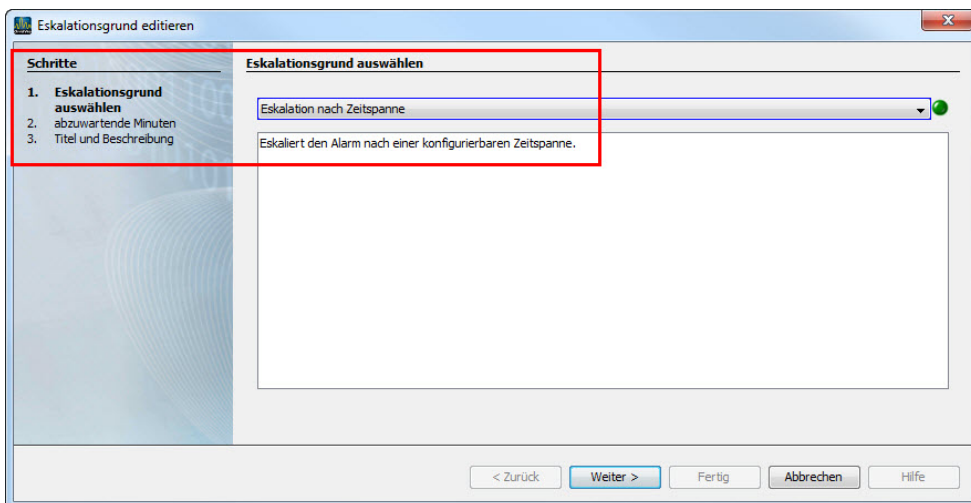 Eskalationsgrund editieren
Schritte
1. Eskalationsgrund
auswählen
2. abzuwartende Minuten
3. Titel und Beschreibung
Eskalationsgrund auswählen
Eskalation nach Zeitspanne
Eskaliert den Alarm nach einer konfigurierbaren Zeitspanne.
< Zurück
Weiter >
Fertig
Abbrechen
Hilfe